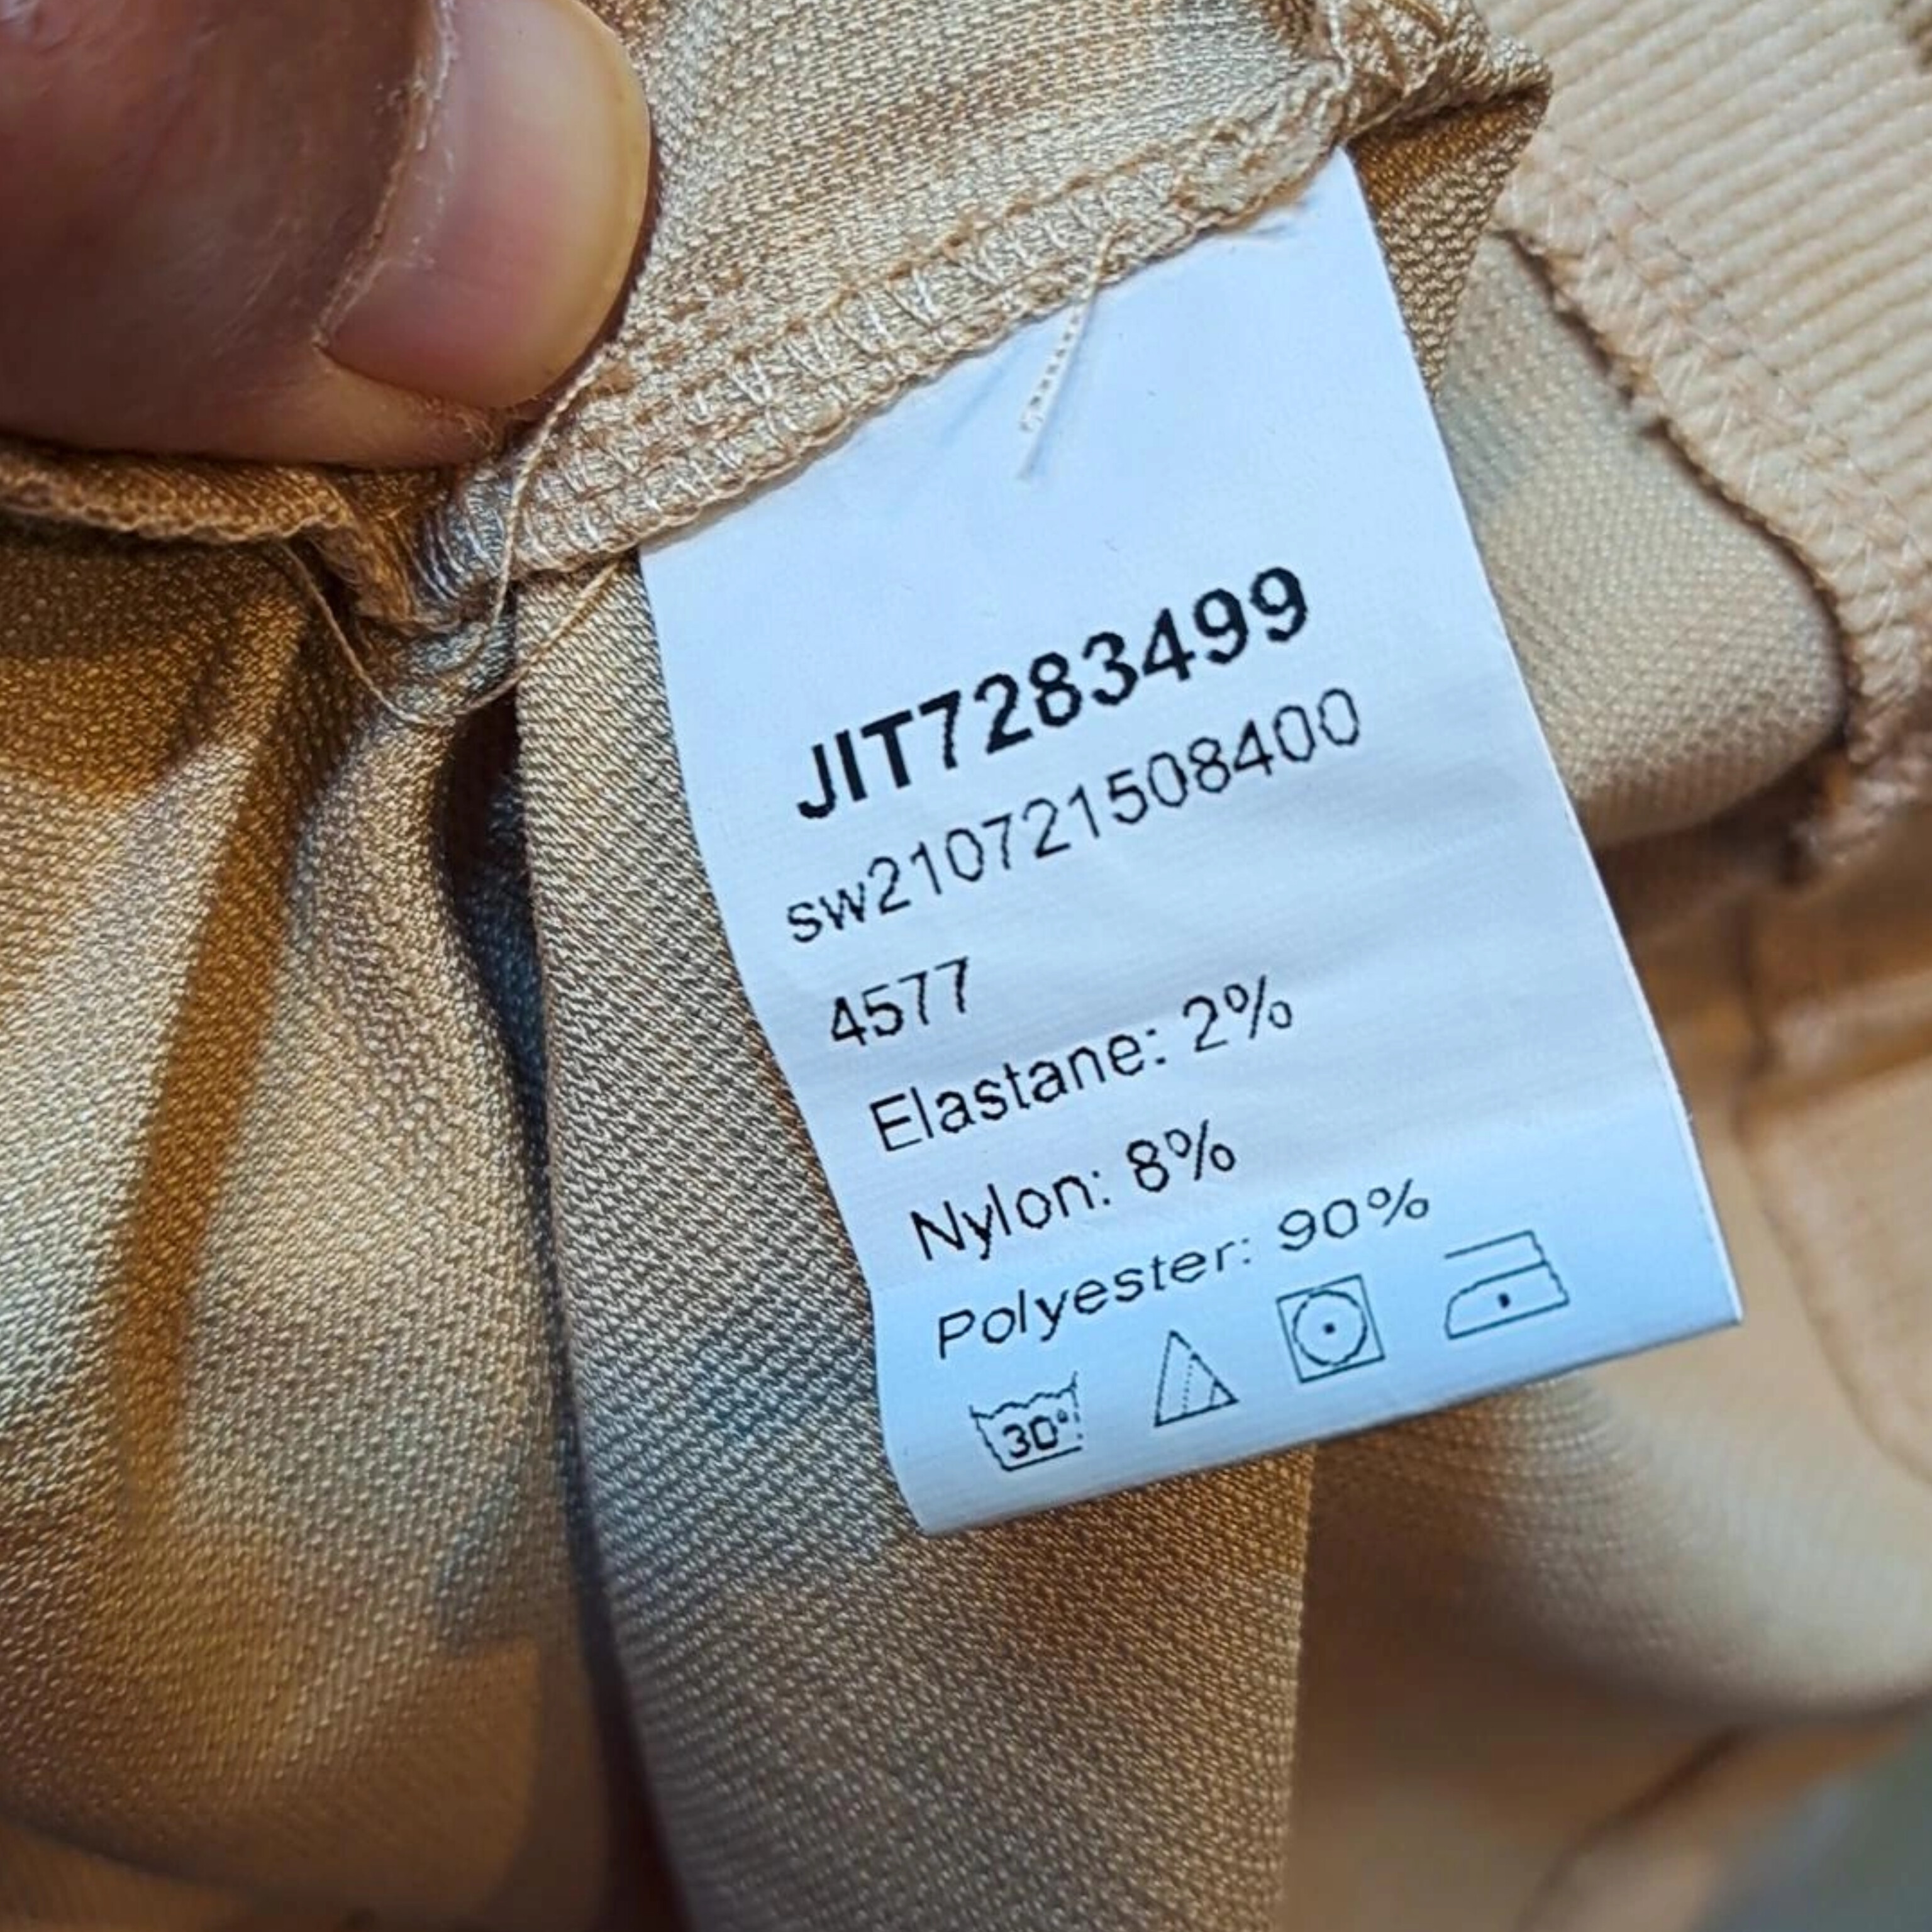 JIT7283499
sw210721508400
4577
Elastane: 2%
Nylon: 8%
Polyester: 90%
30°